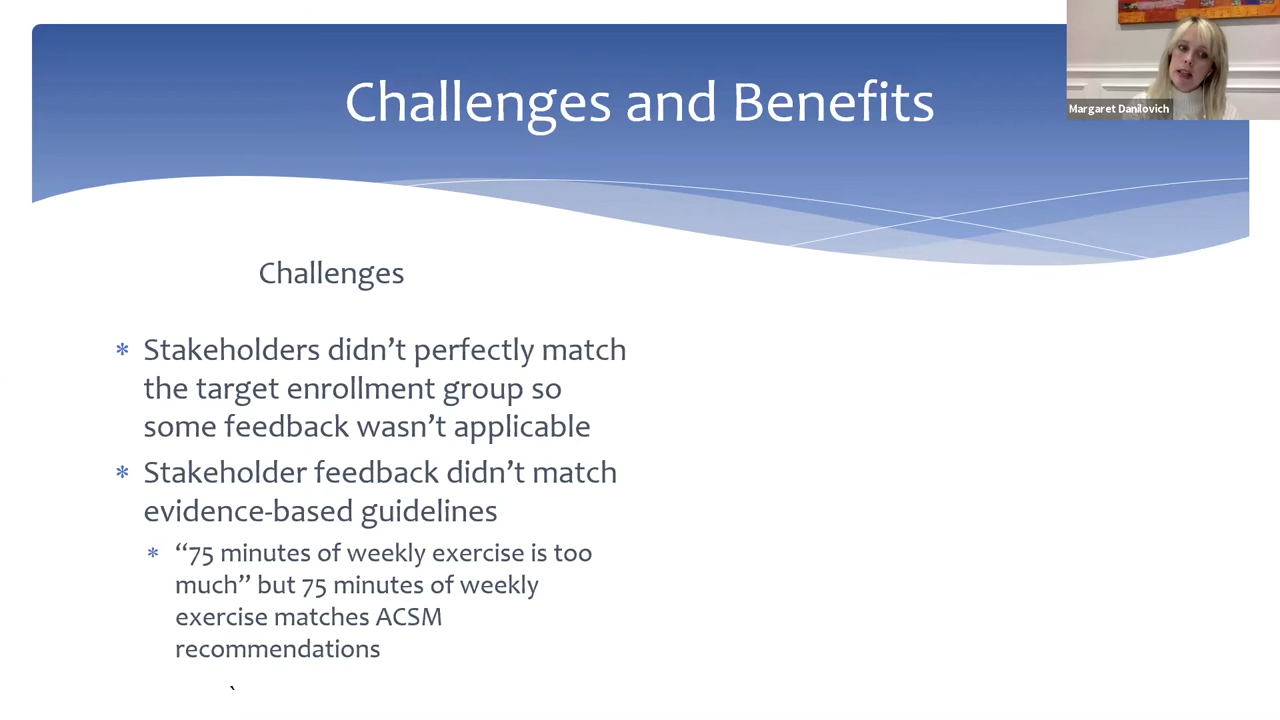 Challenges and Benefits
Margaret Danilovich
Challenges
* Stakeholders didn’t perfectly match
the target enrollment group so
some feedback wasn’t applicable
* Stakeholder feedback didn’t match
evidence-based guidelines
* “75 minutes of weekly exercise is too
much” but 75 minutes of weekly
exercise matches ACSM
recommendations
`